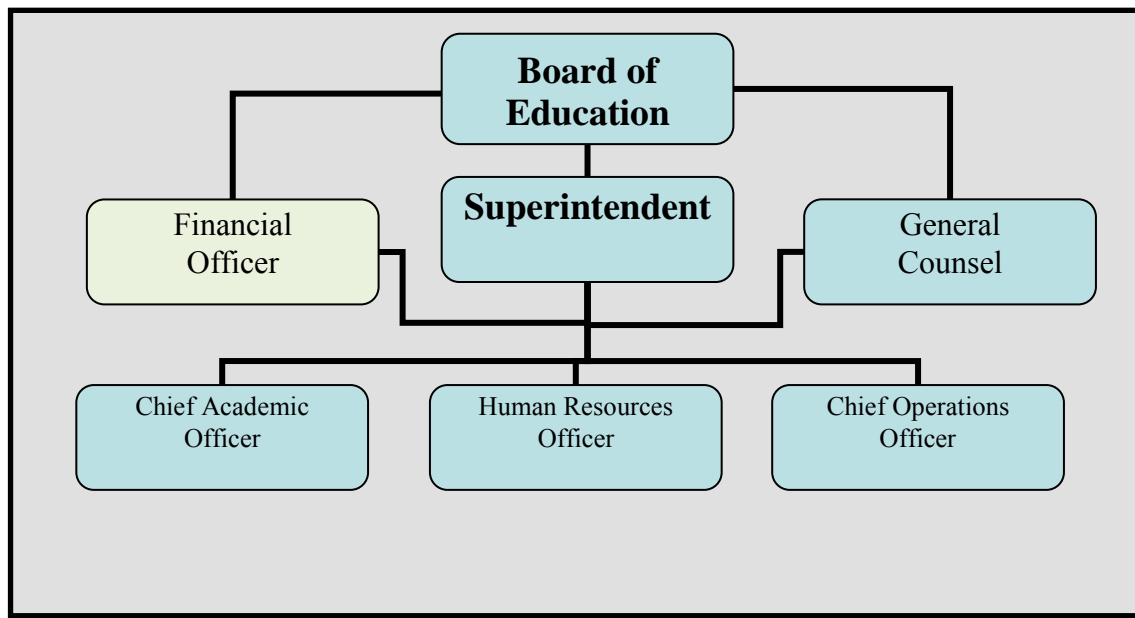 Board of
Education
Superintendent
Financial
Officer
General
Counsel
Chief Academic
Officer
Human Resources
Officer
Chief Operations
Officer